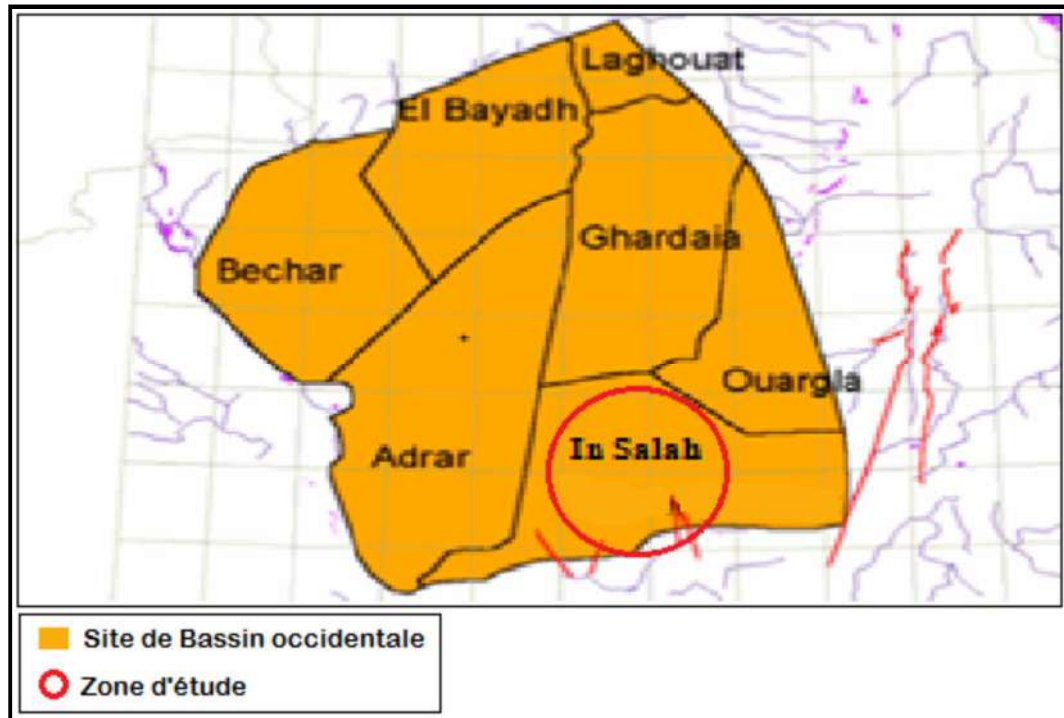 Laghouat
El Bayadh
Ghardaia
Bechar
Ouargla
In Salah
Adrar
Site de Bassin occidentale
Zone d'étude